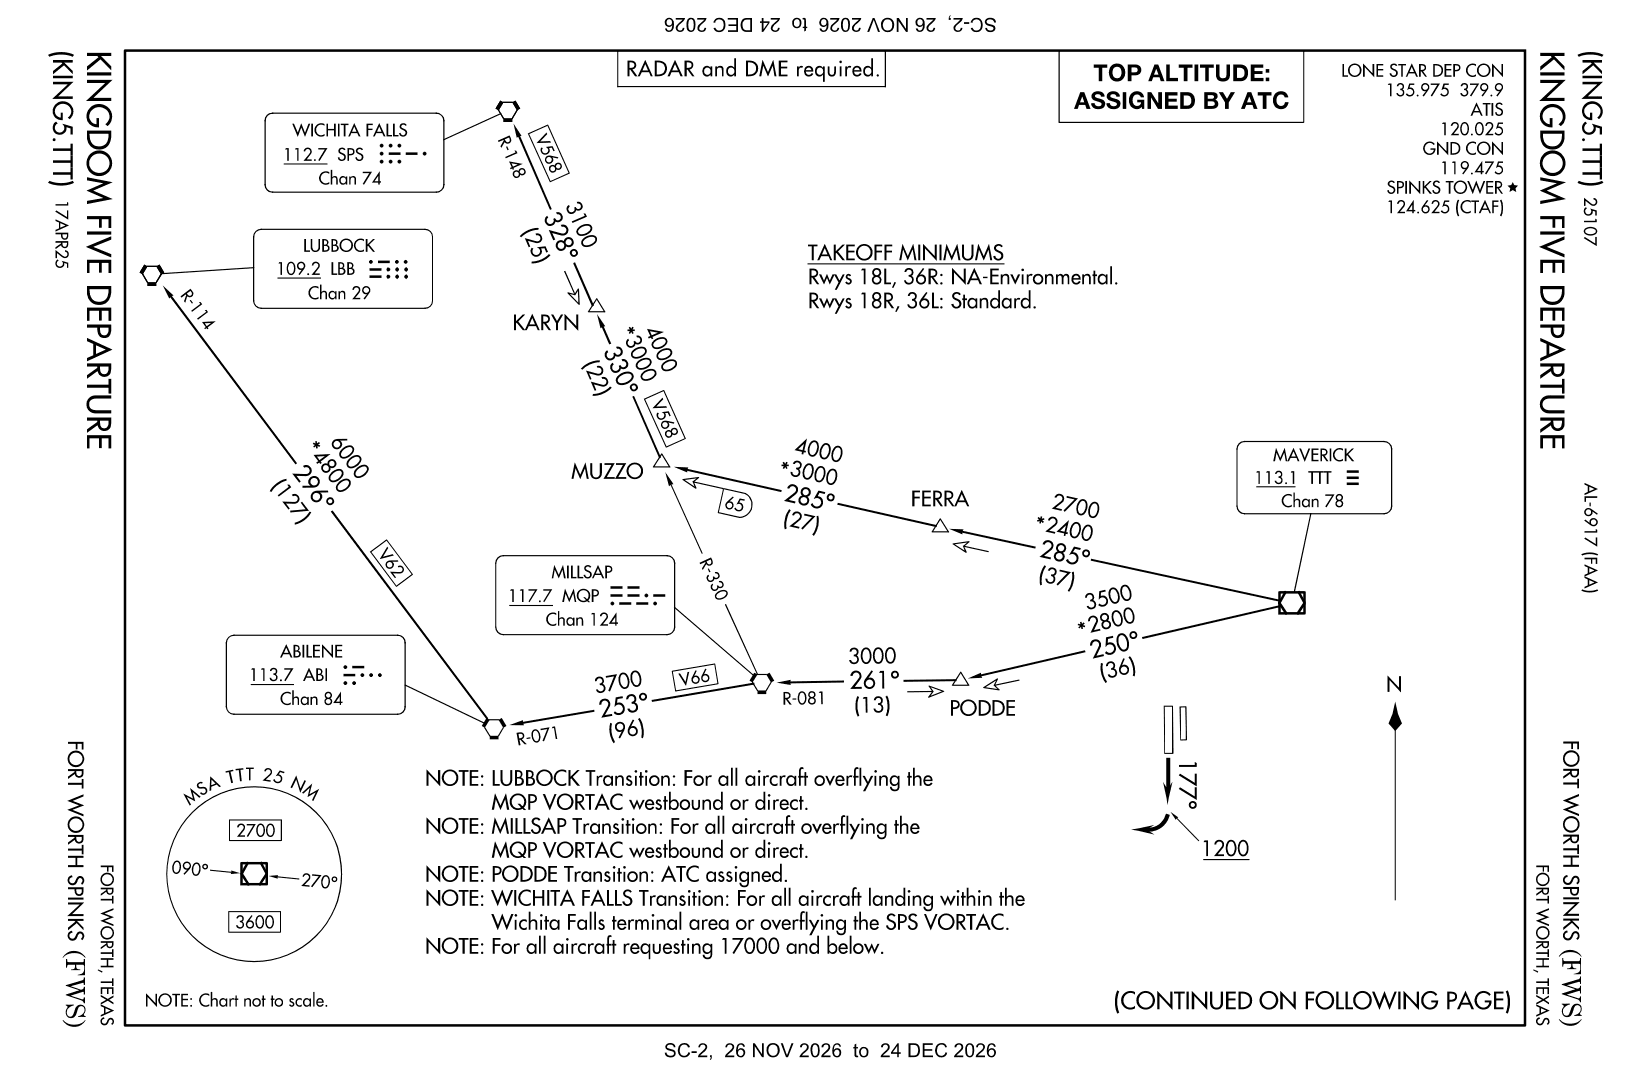 SC-2, 26 NOV 2026 to 24 DEC 2026
(KING5.TTT) 17APR25
KINGDOM FIVE DEPARTURE
FORT WORTH SPINKS (FWS)
FORT WORTH, TEXAS
(KING5.TTT) 25107
KINGDOM FIVE DEPARTURE
AL-6917 (FAA)
FORT WORTH SPINKS (FWS)
FORT WORTH, TEXAS
RADAR and DME required.
TOP ALTITUDE:
ASSIGNED BY ATC
LONE STAR DEP CON
135.975 379.9
ATIS
120.025
GND CON
119.475
SPINKS TOWER ★
124.625 (CTAF)
WICHITA FALLS
112.7 SPS
Chan 74
R-148
V568
3100
328°
(25)
KARYN
LUBBOCK
109.2 LBB
Chan 29
R-114
TAKEOFF MINIMUMS
Rwys 18L, 36R: NA-Environmental.
Rwys 18R, 36L: Standard.
4000
*3000
330°
(22)
V568
MUZZO
65
4000
*3000
285°
(27)
FERRA
2700
*2400
285°
(37)
MAVERICK
113.1 TTT
Chan 78
6000
*4800
296°
(127)
V62
MILLSAP
117.7 MQP
Chan 124
R-330
3500
*2800
250°
(36)
PODDE
3000
261°
(13)
R-081
V66
3700
253°
(96)
R-071
ABILENE
113.7 ABI
Chan 84
N
177°
1200
MSA TTT 25 NM
2700
090°
270°
3600
NOTE: LUBBOCK Transition: For all aircraft overflying the
MQP VORTAC westbound or direct.
NOTE: MILLSAP Transition: For all aircraft overflying the
MQP VORTAC westbound or direct.
NOTE: PODDE Transition: ATC assigned.
NOTE: WICHITA FALLS Transition: For all aircraft landing within the
Wichita Falls terminal area or overflying the SPS VORTAC.
NOTE: For all aircraft requesting 17000 and below.
NOTE: Chart not to scale.
(CONTINUED ON FOLLOWING PAGE)
SC-2, 26 NOV 2026 to 24 DEC 2026